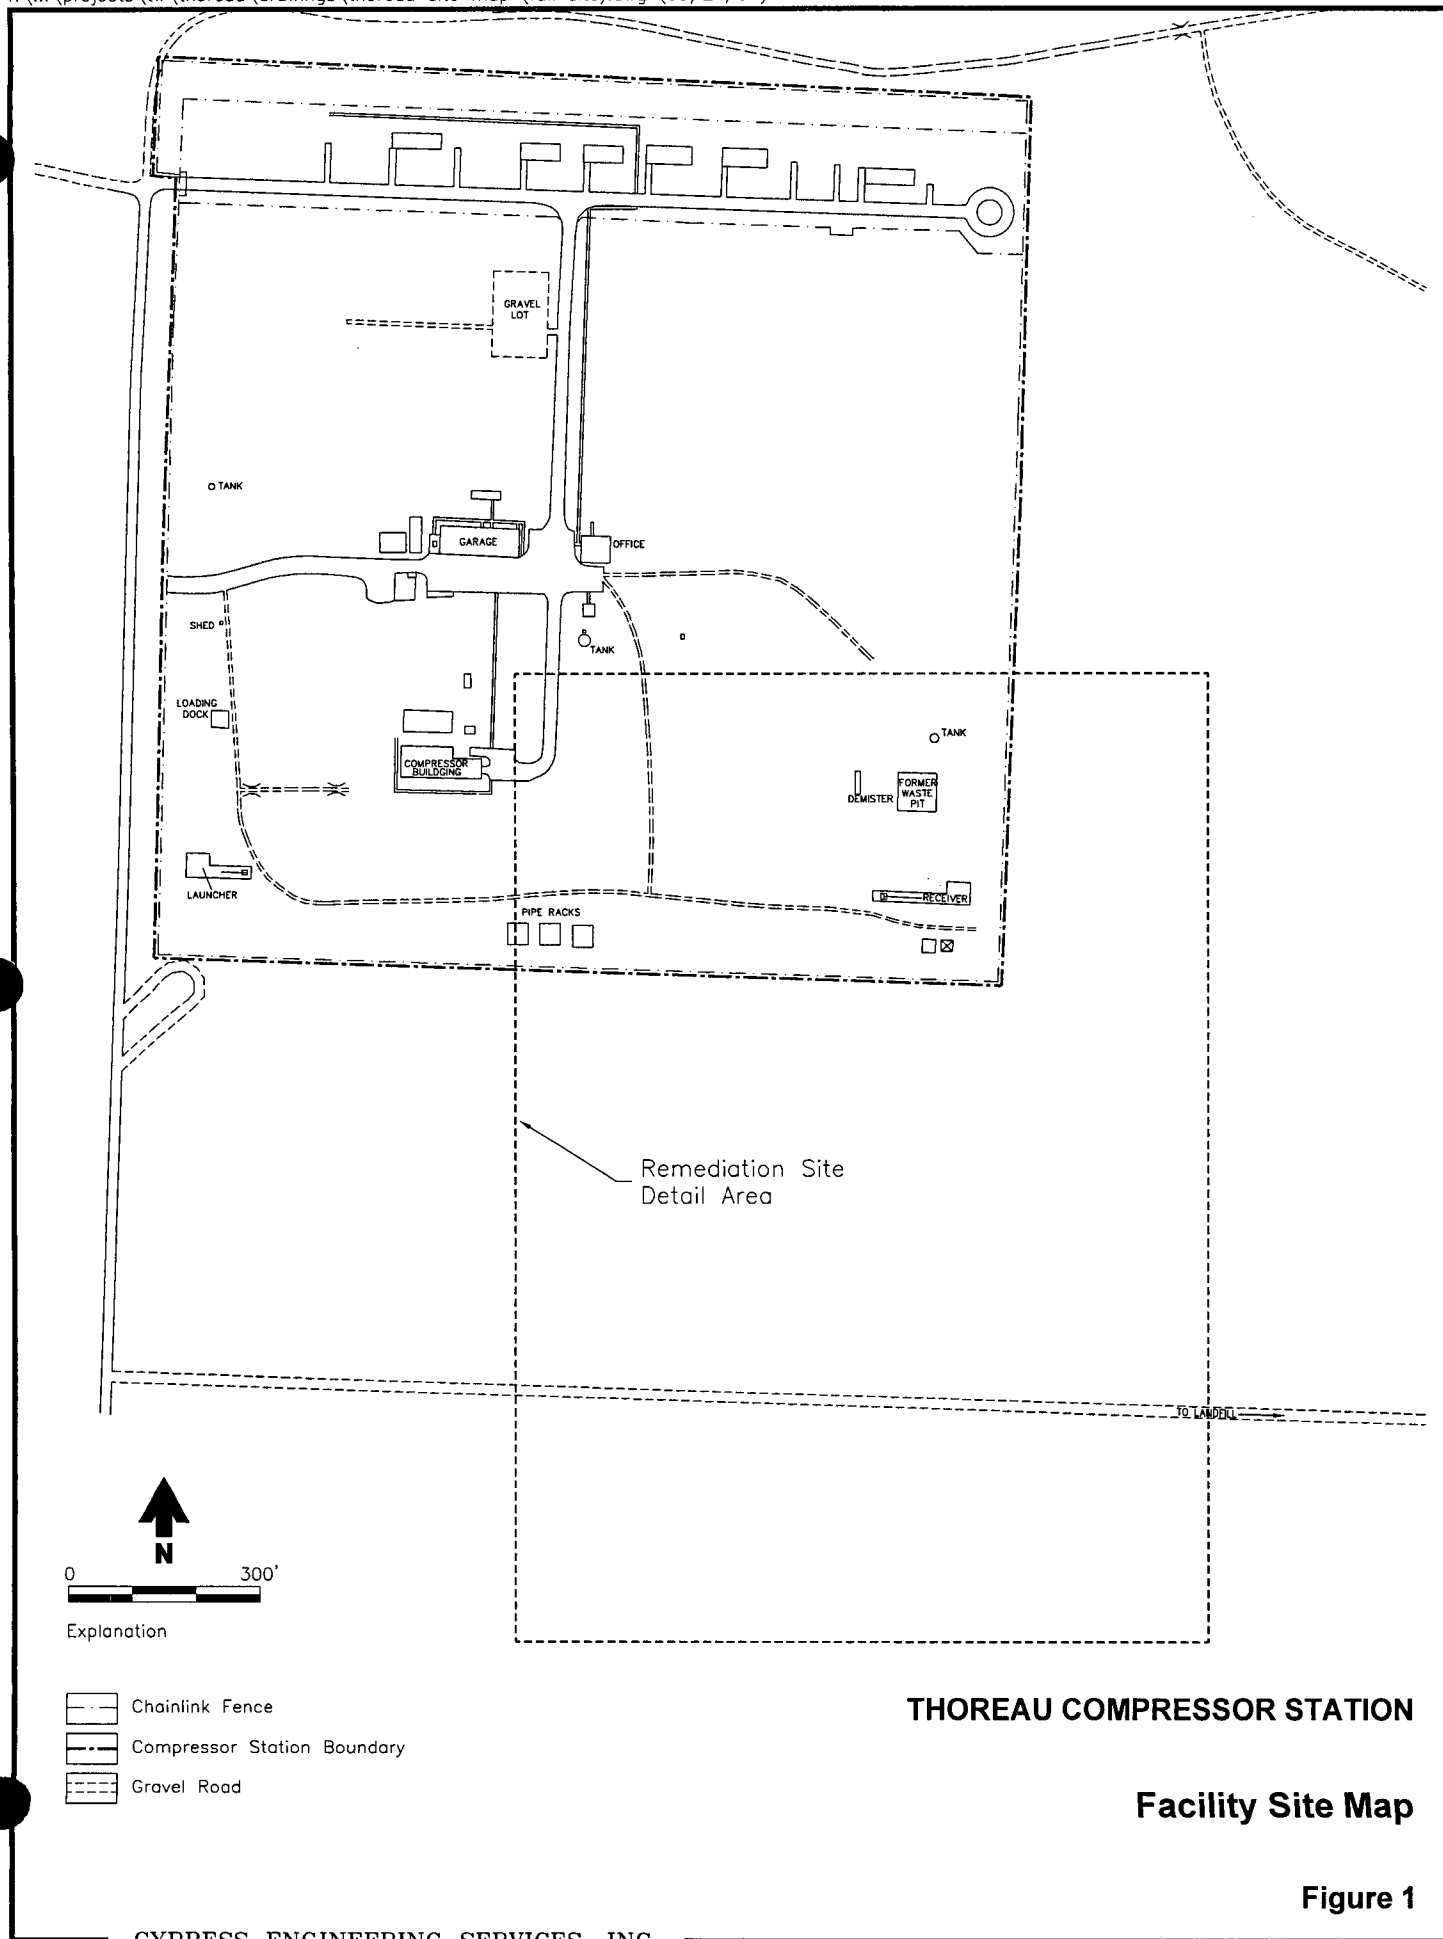 GRAVEL
LOT
TANK
GARAGE
OFFICE
SHED
TANK
LOADING
DOCK
TANK
COMPRESSOR
BUILDGING
DEMISTER
FORMER
WASTE
PIT
LAUNCHER
RECEIVER
PIPE RACKS
Remediation Site
Detail Area
TO LANDFILL
N
0 300'
Explanation
Chainlink Fence
Compressor Station Boundary
Gravel Road
THOREAU COMPRESSOR STATION
Facility Site Map
Figure 1
CYPRESS ENGINEERING SERVICES, INC.